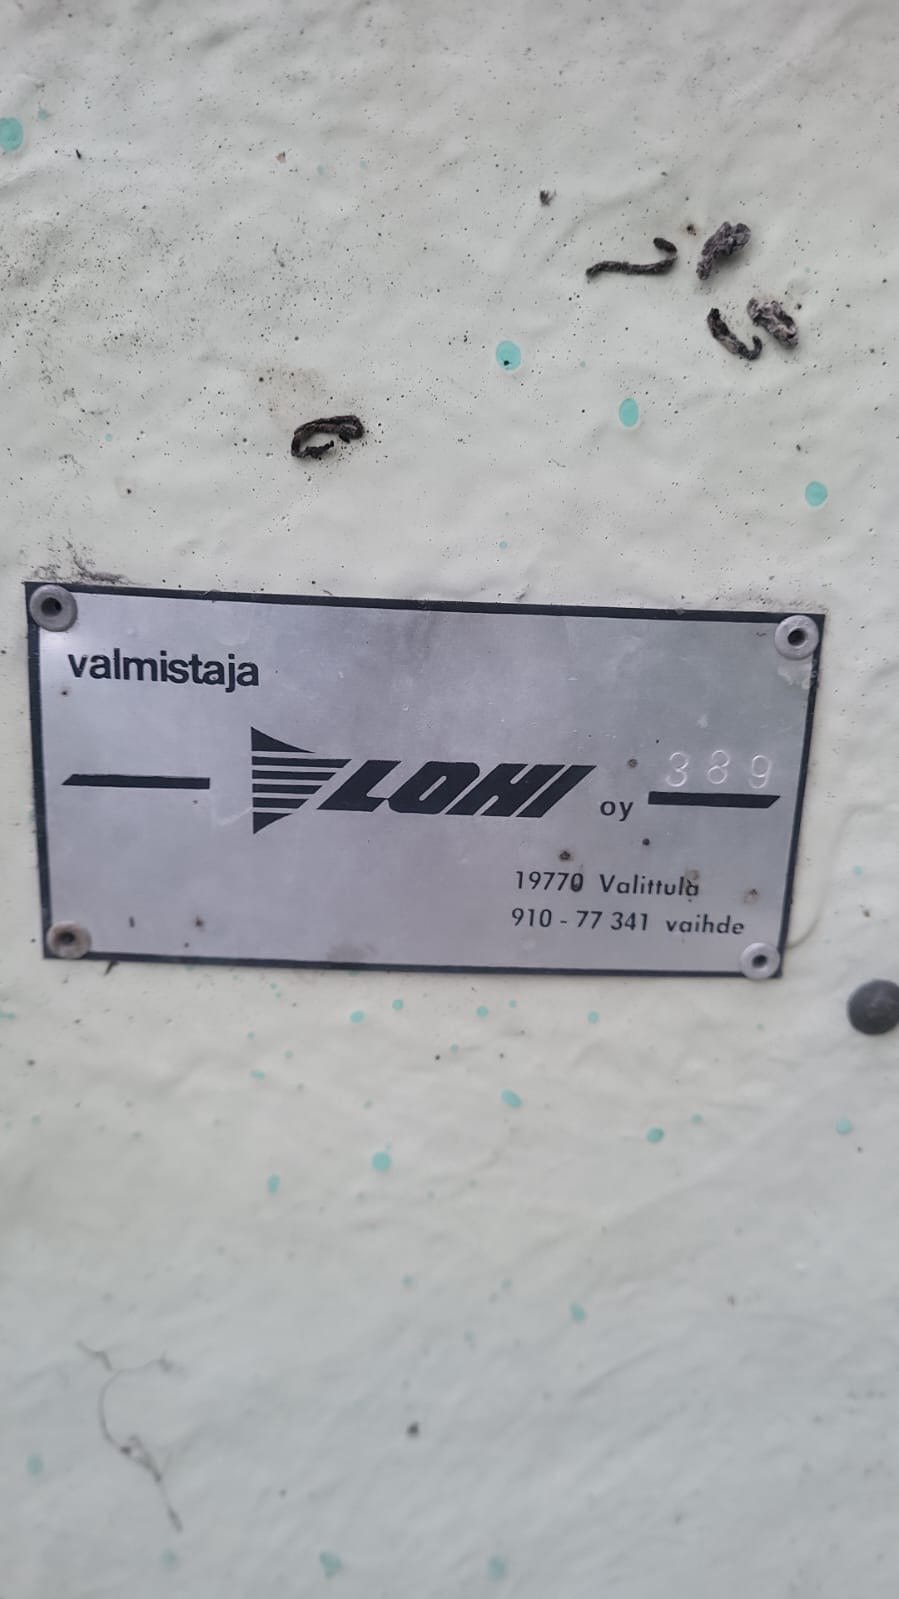 valmistaja
LOHI oy 389
19770 Valittula
910-77 341 vaihde